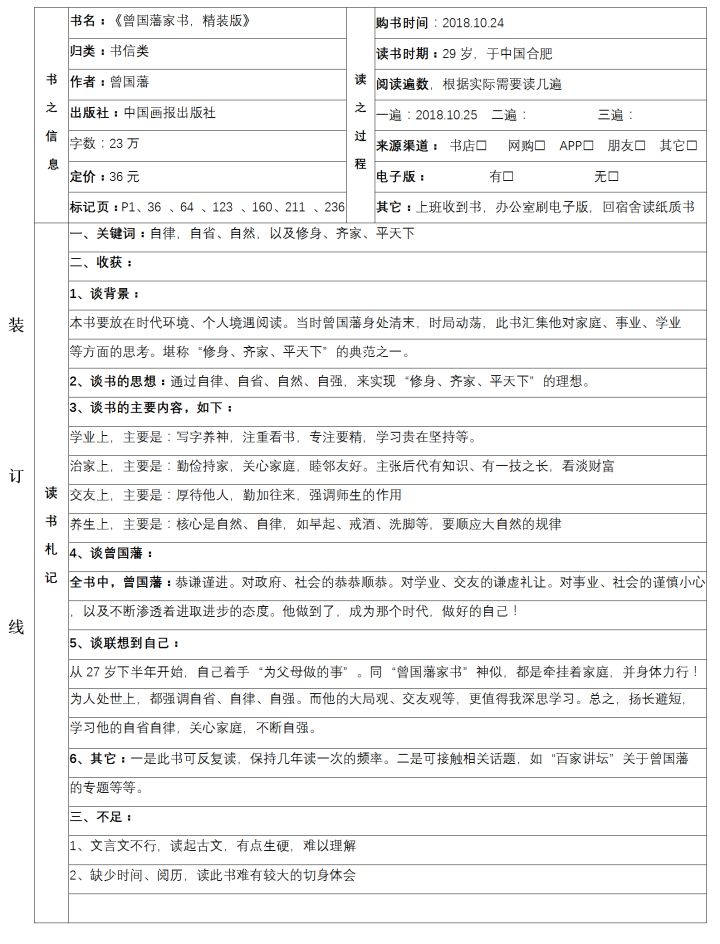 书之信息
书名：《曾国藩家书，精装版》
归类：书信类
作者：曾国藩
出版社：中国画报出版社
字数：23 万
定价：36 元
标记页：P1、36 、64 、123 、160、211 、236
读之过程
购书时间：2018.10.24
读书时期：29 岁，于中国合肥
阅读遍数，根据实际需要读几遍
一遍：2018.10.25 二遍： 三遍：
来源渠道： 书店□ 网购□ APP□ 朋友□ 其它□
电子版： 有□ 无□
其它：上班收到书，办公室刷电子版，回宿舍读纸质书
装订线
读书札记
一、关键词：自律，自省、自然，以及修身、齐家、平天下
二、收获：
1、谈背景：
本书要放在时代环境、个人境遇阅读。当时曾国藩身处清末，时局动荡，此书汇集他对家庭、事业、学业
等方面的思考。堪称“修身、齐家、平天下”的典范之一。
2、谈书的思想：通过自律、自省、自然、自强，来实现“修身、齐家、平天下”的理想。
3、谈书的主要内容，如下：
学业上，主要是：写字养神，注重看书，专注要精，学习贵在坚持等。
治家上，主要是：勤俭持家，关心家庭，睦邻友好。主张后代有知识、有一技之长，看淡财富
交友上，主要是：厚待他人，勤加往来，强调师生的作用
养生上，主要是：核心是自然、自律，如早起、戒酒、洗脚等，要顺应大自然的规律
4、谈曾国藩：
全书中，曾国藩：恭谦谨进。对政府、社会的恭恭顺恭。对学业、交友的谦虚礼让。对事业、社会的谨慎小心
，以及不断渗透着进取进步的态度。他做到了，成为那个时代，做好的自己！
5、谈联想到自己：
从 27 岁下半年开始，自己着手“为父母做的事”。同“曾国藩家书”神似，都是牵挂着家庭，并身体力行！
为人处世上，都强调自省、自律、自强。而他的大局观、交友观等，更值得我深思学习。总之，扬长避短，
学习他的自省自律，关心家庭，不断自强。
6、其它：一是此书可反复读，保持几年读一次的频率。二是可接触相关话题，如“百家讲坛”关于曾国藩
的专题等等。
三、不足：
1、文言文不行，读起古文，有点生硬，难以理解
2、缺少时间、阅历，读此书难有较大的切身体会